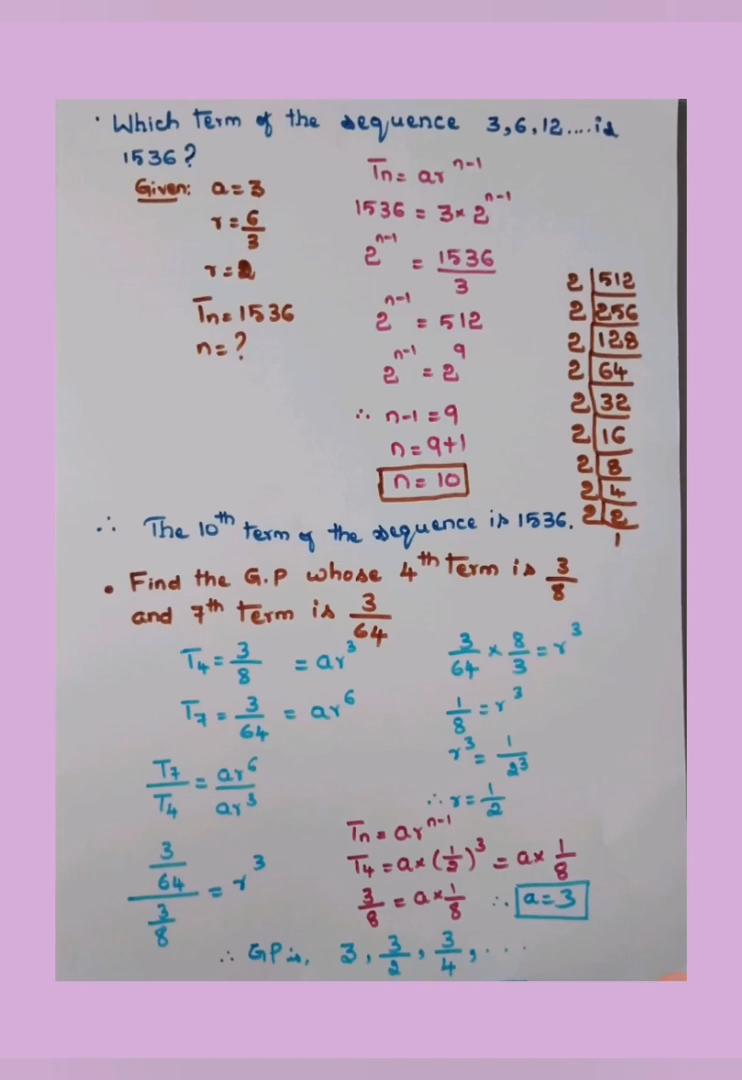 • Which term of the sequence 3, 6, 12 .... is
1536?
Given: a = 3
r = 6/3
r = 2
Tn = 1536
n = ?
Tn = ar^(n-1)
1536 = 3 × 2^(n-1)
2^(n-1) = 1536/3
2^(n-1) = 512
2^(n-1) = 2^9
∴ n-1 = 9
n = 9+1
n = 10
2 | 512
2 | 256
2 | 128
2 | 64
2 | 32
2 | 16
2 | 8
2 | 4
2 | 2
1
∴ The 10th term of the sequence is 1536.
• Find the G.P whose 4th term is 3/8
and 7th term is 3/64
T4 = 3/8 = ar^3
T7 = 3/64 = ar^6
T7/T4 = ar^6/ar^3
(3/64)/(3/8) = r^3
3/64 × 8/3 = r^3
1/8 = r^3
r^3 = 1/2^3
∴ r = 1/2
Tn = ar^(n-1)
T4 = a × (1/2)^3 = a × 1/8
3/8 = a × 1/8 ∴ a = 3
∴ GP is, 3, 3/2, 3/4, ...